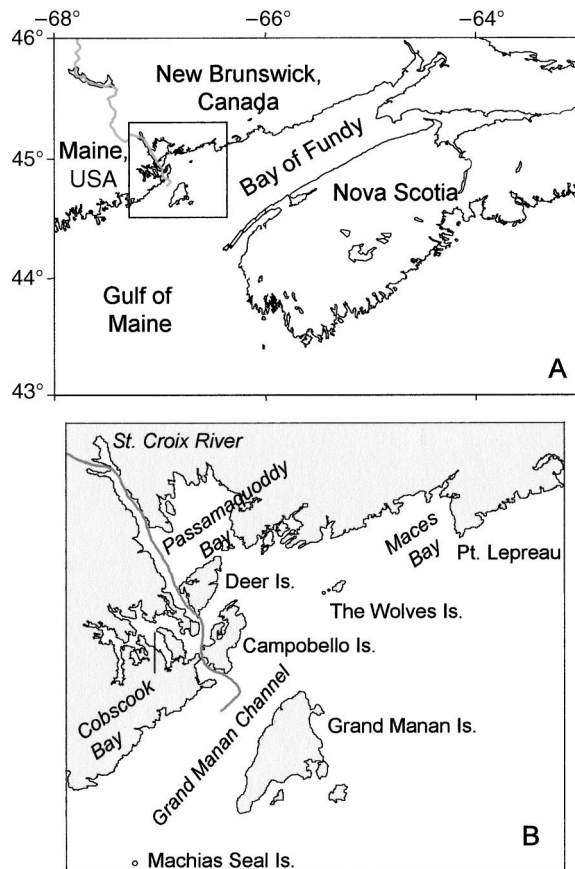 −68° −66° −64°
46°
New Brunswick,
Canada
45°
Maine,
USA
Bay of Fundy
Nova Scotia
44°
Gulf of
Maine
43°
A
St. Croix River
Passamaquoddy
Bay
Maces
Bay
Pt. Lepreau
Deer Is.
The Wolves Is.
Campobello Is.
Cobscook
Bay
Grand Manan Channel
Grand Manan Is.
B
Machias Seal Is.